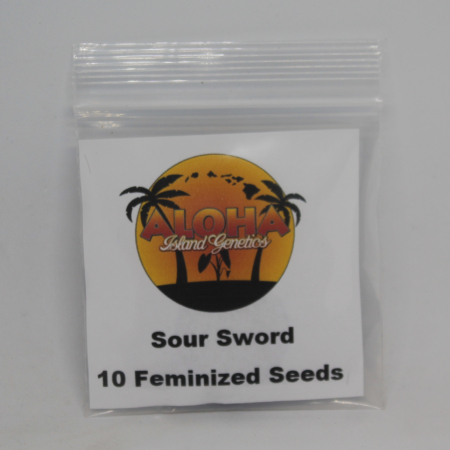 ALOHA
Island Genetics
Sour Sword
10 Feminized Seeds